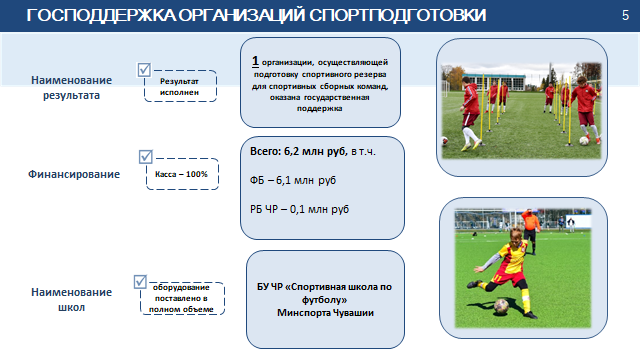 ГОСПОДДЕРЖКА ОРГАНИЗАЦИЙ СПОРТПОДГОТОВКИ
5
Наименование
результата
Результат
исполнен
1 организации, осуществляющей
подготовку спортивного резерва
для спортивных сборных команд,
оказана государственная
поддержка
Финансирование
Касса – 100%
Всего: 6,2 млн руб, в т.ч.
ФБ – 6,1 млн руб
РБ ЧР – 0,1 млн руб
Наименование
школ
оборудование
поставлено в
полном объеме
БУ ЧР «Спортивная школа по
футболу»
Минспорта Чувашии